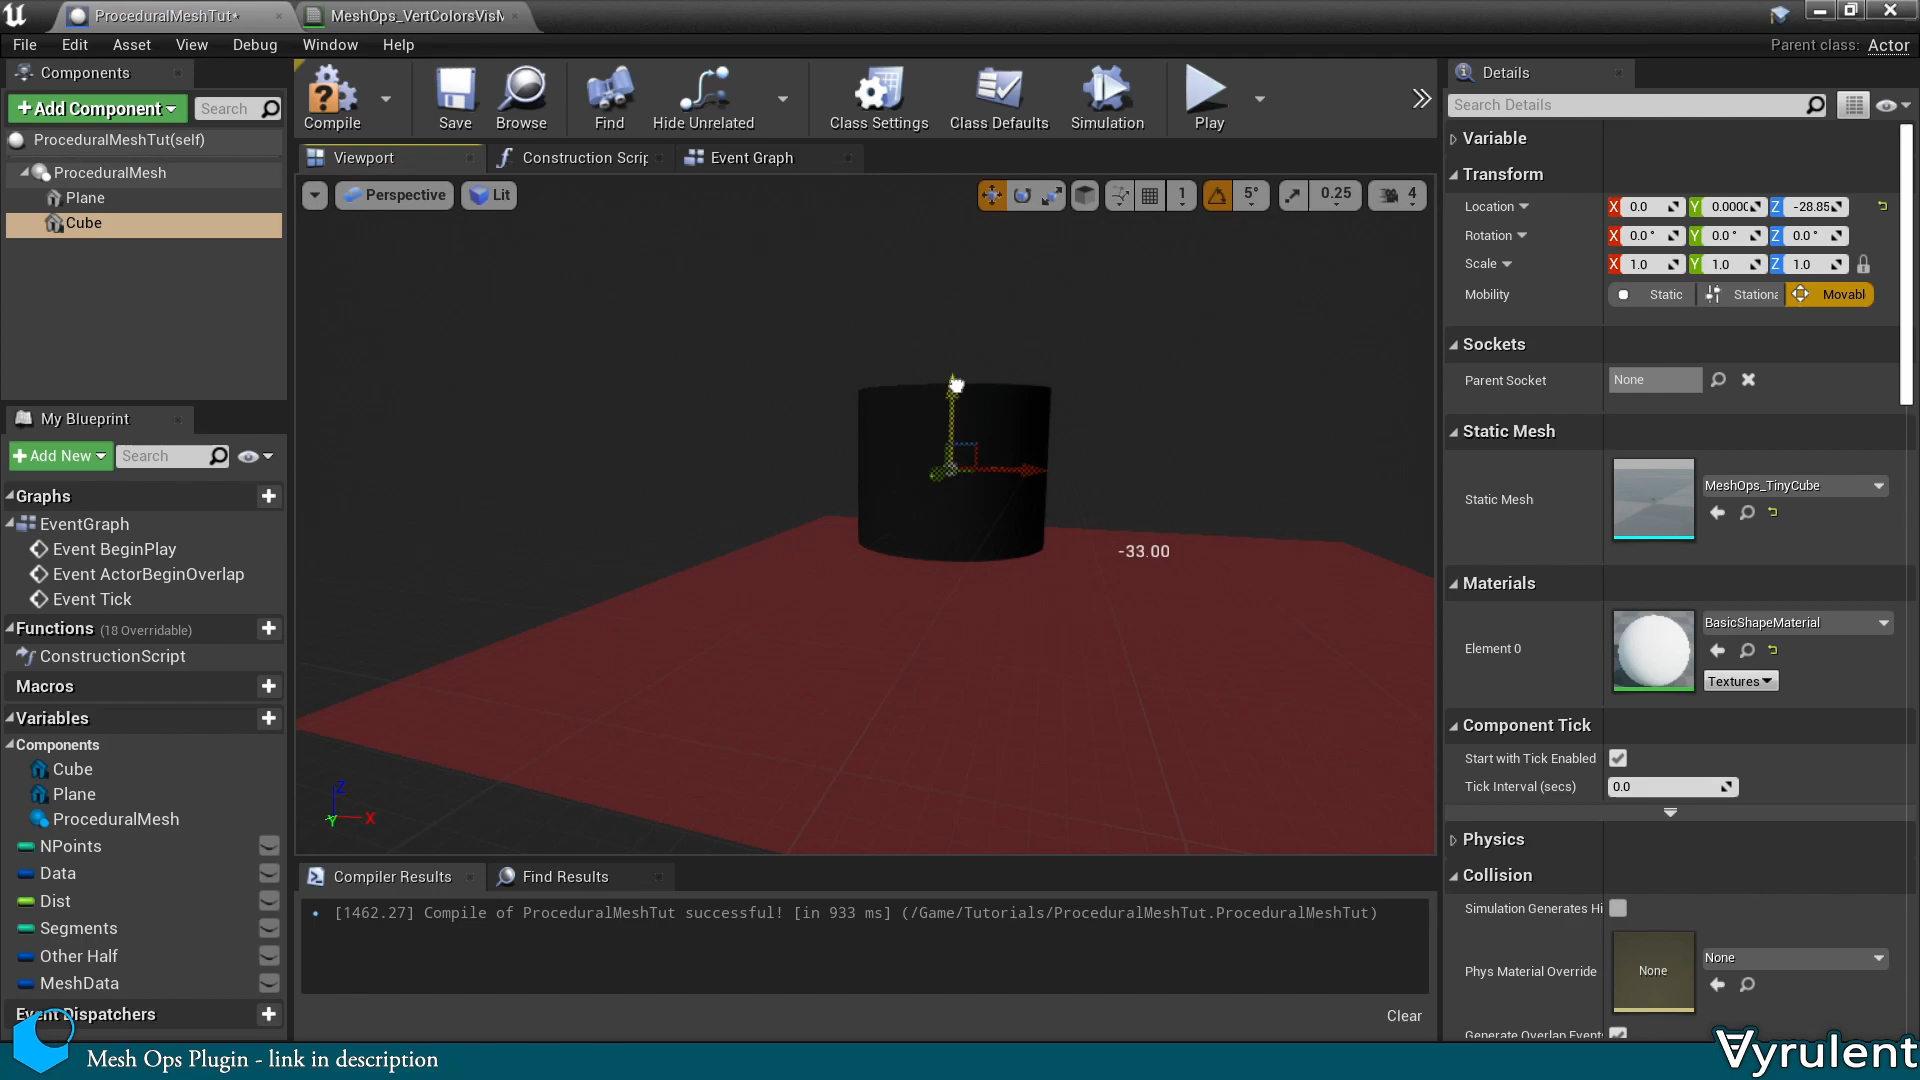 ProceduralMeshTut*
MeshOps_VertColorsVisM
File Edit Asset View Debug Window Help
Parent class: Actor
Components
+Add Component
Search
ProceduralMeshTut(self)
ProceduralMesh
Plane
Cube
My Blueprint
+Add New
Search
Graphs
EventGraph
Event BeginPlay
Event ActorBeginOverlap
Event Tick
Functions (18 Overridable)
ConstructionScript
Macros
Variables
Components
Cube
Plane
ProceduralMesh
NPoints
Data
Dist
Segments
Other Half
MeshData
Event Dispatchers
Compile
Save
Browse
Find
Hide Unrelated
Class Settings
Class Defaults
Simulation
Play
Viewport
Construction Scrip
Event Graph
Perspective
Lit
1
5°
0.25
4
-33.00
Z
X
Y
Compiler Results
Find Results
[1462.27] Compile of ProceduralMeshTut successful! [in 933 ms] (/Game/Tutorials/ProceduralMeshTut.ProceduralMeshTut)
Clear
Details
Search Details
Variable
Transform
Location X 0.0 Y 0.000 Z -28.85
Rotation X 0.0° Y 0.0° Z 0.0°
Scale X 1.0 Y 1.0 Z 1.0
Mobility Static Stationa Movabl
Sockets
Parent Socket None
Static Mesh
Static Mesh MeshOps_TinyCube
Materials
Element 0 BasicShapeMaterial
Textures
Component Tick
Start with Tick Enabled
Tick Interval (secs) 0.0
Physics
Collision
Simulation Generates Hi
Phys Material Override None None
Generate Overlap Events
Mesh Ops Plugin - link in description
Vyrulent